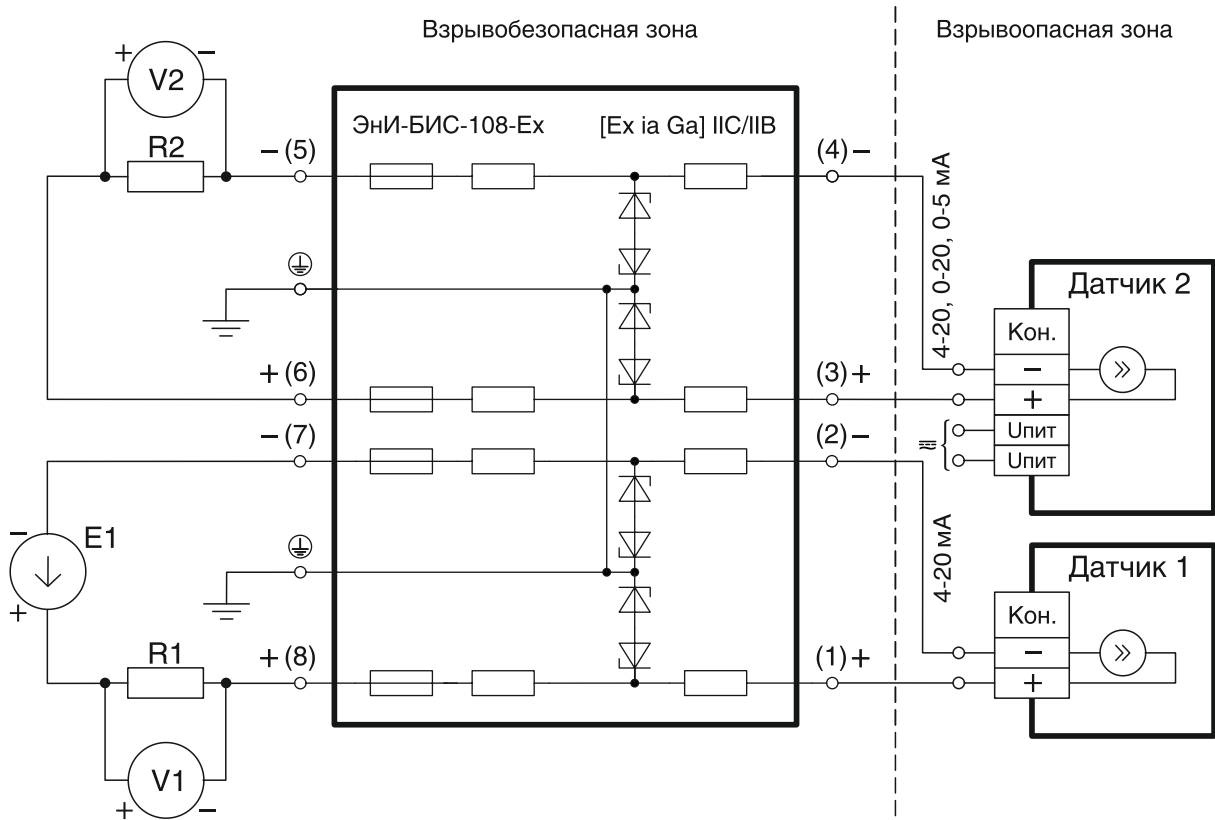 Взрывобезопасная зона
Взрывоопасная зона
+ −
V2
R2
ЭнИ-БИС-108-Ex [Ex ia Ga] IIC/IIB
− (5)
(4) −
4-20, 0-20, 0-5 мА
Датчик 2
Кон.
−
+
Uпит
Uпит
+ (6)
(3) +
− (7)
(2) −
−
E1
+
4-20 мА
Датчик 1
Кон.
−
+
R1
+ (8)
(1) +
V1
+ −